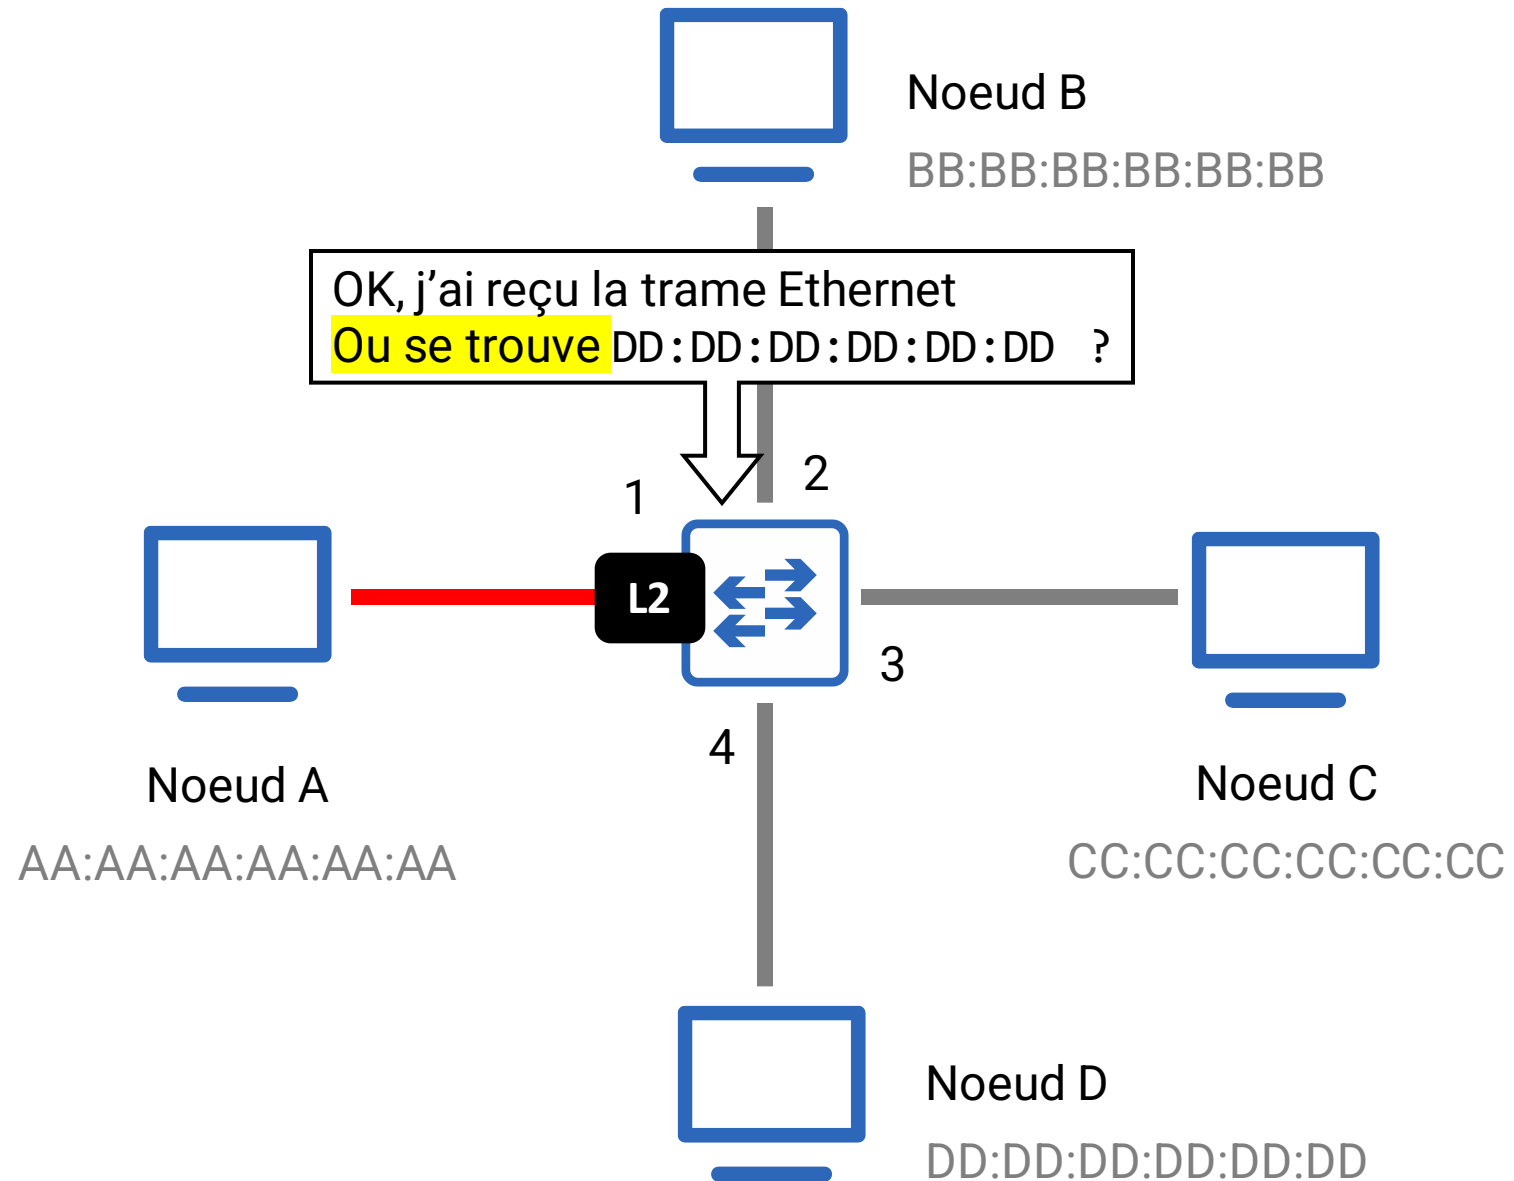 Noeud B
BB:BB:BB:BB:BB:BB
OK, j’ai reçu la trame Ethernet
Ou se trouve DD:DD:DD:DD:DD:DD ?
1
2
L2
3
4
Noeud A
AA:AA:AA:AA:AA:AA
Noeud C
CC:CC:CC:CC:CC:CC
Noeud D
DD:DD:DD:DD:DD:DD